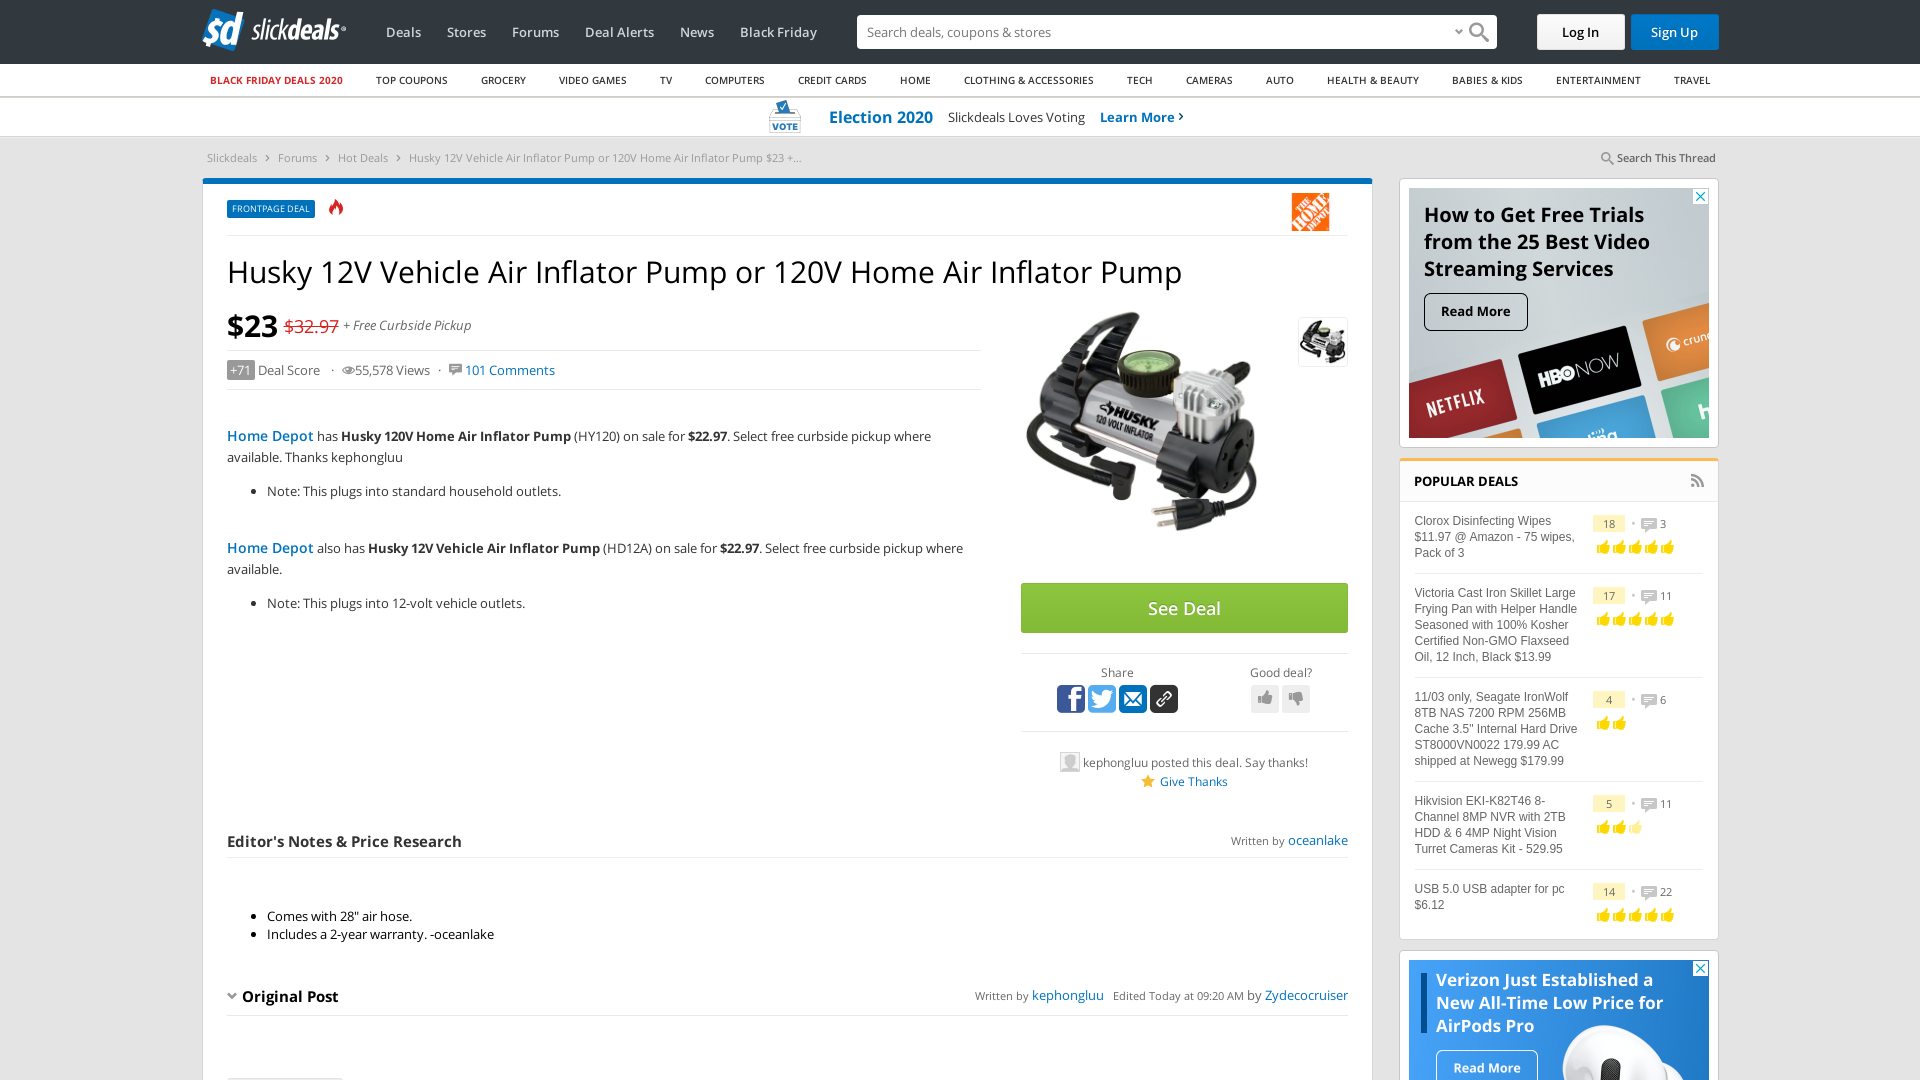 sd slickdeals
Deals Stores Forums Deal Alerts News Black Friday
Search deals, coupons & stores
Log In
Sign Up
BLACK FRIDAY DEALS 2020 TOP COUPONS GROCERY VIDEO GAMES TV COMPUTERS CREDIT CARDS HOME CLOTHING & ACCESSORIES TECH CAMERAS AUTO HEALTH & BEAUTY BABIES & KIDS ENTERTAINMENT TRAVEL
VOTE
Election 2020 Slickdeals Loves Voting Learn More
Slickdeals Forums Hot Deals Husky 12V Vehicle Air Inflator Pump or 120V Home Air Inflator Pump $23 +...
Search This Thread
FRONTPAGE DEAL
THE HOME DEPOT
Husky 12V Vehicle Air Inflator Pump or 120V Home Air Inflator Pump
$23 $32.97 + Free Curbside Pickup
+71 Deal Score · 55,578 Views · 101 Comments
Home Depot has Husky 120V Home Air Inflator Pump (HY120) on sale for $22.97. Select free curbside pickup where
available. Thanks kephongluu
• Note: This plugs into standard household outlets.
Home Depot also has Husky 12V Vehicle Air Inflator Pump (HD12A) on sale for $22.97. Select free curbside pickup where
available.
• Note: This plugs into 12-volt vehicle outlets.
HUSKY
120 VOLT INFLATOR
See Deal
Share
Good deal?
kephongluu posted this deal. Say thanks!
Give Thanks
Editor's Notes & Price Research
Written by oceanlake
• Comes with 28" air hose.
• Includes a 2-year warranty. -oceanlake
Original Post
Written by kephongluu Edited Today at 09:20 AM by Zydecocruiser
How to Get Free Trials
from the 25 Best Video
Streaming Services
Read More
NETFLIX
HBO NOW
crun
POPULAR DEALS
Clorox Disinfecting Wipes
$11.97 @ Amazon - 75 wipes,
Pack of 3
18 • 3
Victoria Cast Iron Skillet Large
Frying Pan with Helper Handle
Seasoned with 100% Kosher
Certified Non-GMO Flaxseed
Oil, 12 Inch, Black $13.99
17 • 11
11/03 only, Seagate IronWolf
8TB NAS 7200 RPM 256MB
Cache 3.5" Internal Hard Drive
ST8000VN0022 179.99 AC
shipped at Newegg $179.99
4 • 6
Hikvision EKI-K82T46 8-
Channel 8MP NVR with 2TB
HDD & 6 4MP Night Vision
Turret Cameras Kit - 529.95
5 • 11
USB 5.0 USB adapter for pc
$6.12
14 • 22
Verizon Just Established a
New All-Time Low Price for
AirPods Pro
Read More